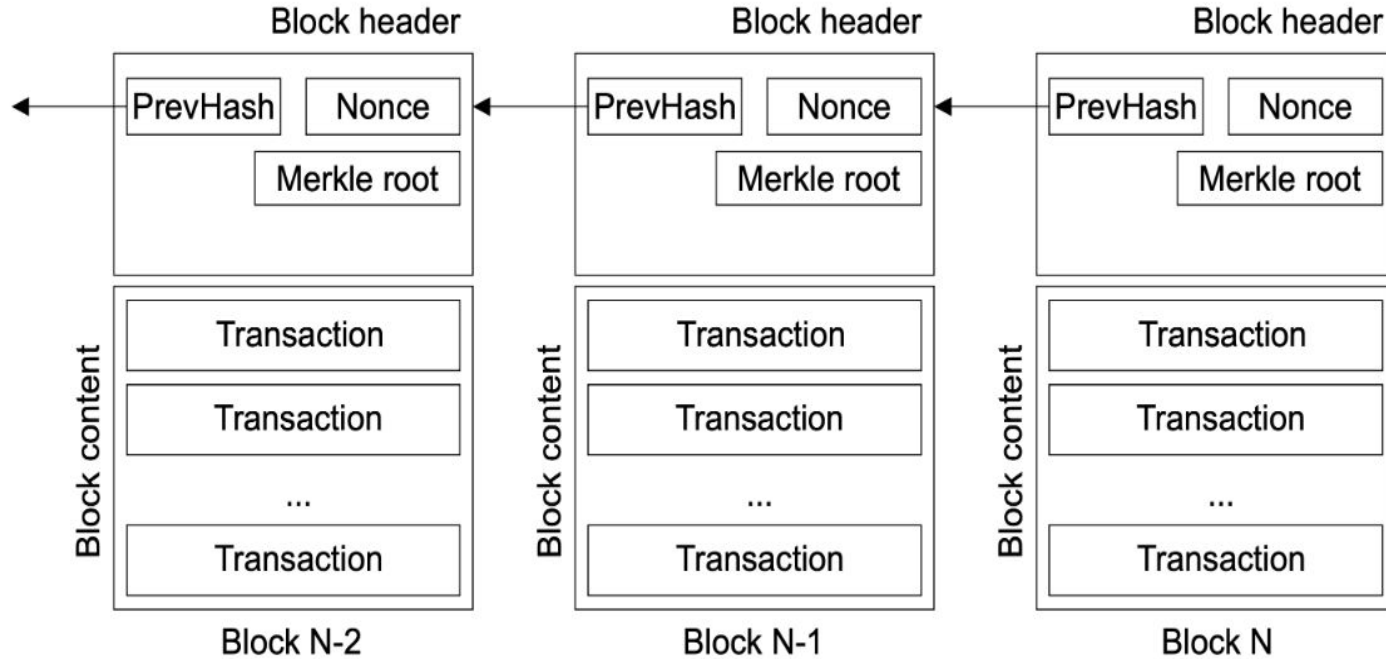 Block header Block header Block header
PrevHash Nonce PrevHash Nonce PrevHash Nonce
Merkle root Merkle root Merkle root
Block content Block content Block content
Transaction Transaction Transaction
Transaction Transaction Transaction
... ... ...
Transaction Transaction Transaction
Block N-2 Block N-1 Block N